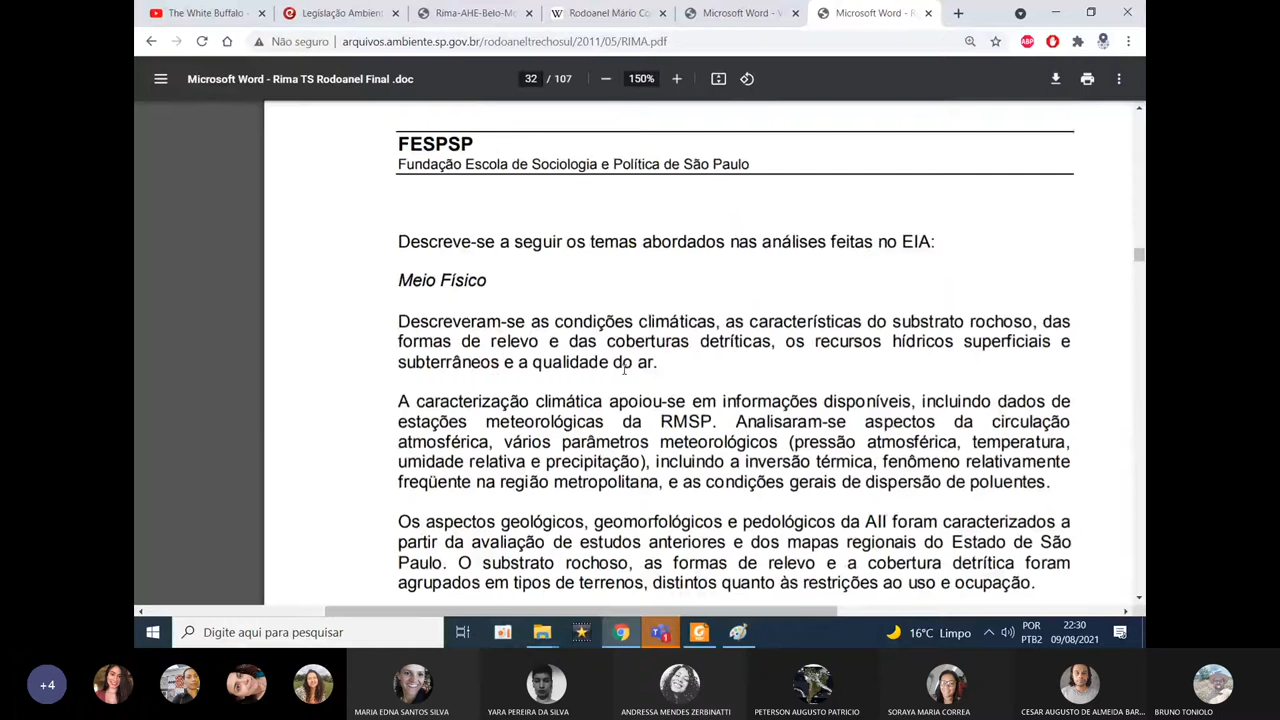 The White Buffalo -
Legislação Ambient
Rima-AHE-Belo-Mo
Rodoanel Mário Co
Microsoft Word - V
Microsoft Word - R
Não seguro
arquivos.ambiente.sp.gov.br/rodoaneltrechosul/2011/05/RIMA.pdf
ABP
Microsoft Word - Rima TS Rodoanel Final .doc
32 / 107
150%
FESPSP
Fundação Escola de Sociologia e Política de São Paulo
Descreve-se a seguir os temas abordados nas análises feitas no EIA:
Meio Físico
Descreveram-se as condições climáticas, as características do substrato rochoso, das
formas de relevo e das coberturas detríticas, os recursos hídricos superficiais e
subterrâneos e a qualidade do ar.
A caracterização climática apoiou-se em informações disponíveis, incluindo dados de
estações meteorológicas da RMSP. Analisaram-se aspectos da circulação
atmosférica, vários parâmetros meteorológicos (pressão atmosférica, temperatura,
umidade relativa e precipitação), incluindo a inversão térmica, fenômeno relativamente
freqüente na região metropolitana, e as condições gerais de dispersão de poluentes.
Os aspectos geológicos, geomorfológicos e pedológicos da AII foram caracterizados a
partir da avaliação de estudos anteriores e dos mapas regionais do Estado de São
Paulo. O substrato rochoso, as formas de relevo e a cobertura detrítica foram
agrupados em tipos de terrenos, distintos quanto às restrições ao uso e ocupação.
Digite aqui para pesquisar
1
16°C Limpo
POR
PTB2
22:30
09/08/2021
+4
MARIA EDNA SANTOS SILVA
YARA PEREIRA DA SILVA
ANDRESSA MENDES ZERBINATTI
PETERSON AUGUSTO PATRICIO
SORAYA MARIA CORREA
CESAR AUGUSTO DE ALMEIDA BAR...
BRUNO TONIOLO